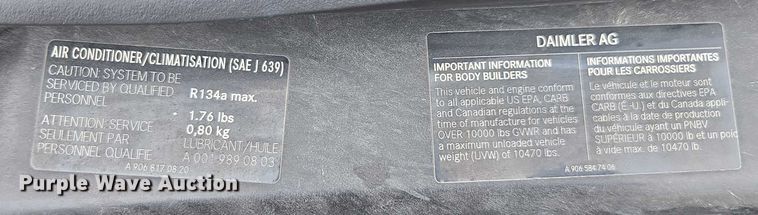 AIR CONDITIONER/CLIMATISATION (SAE J 639)
CAUTION: SYSTEM TO BE
SERVICED BY QUALIFIED
PERSONNEL
R134a max.
1.76 lbs
0,80 kg
ATTENTION: SERVICE
SEULEMENT PAR
PERSONNEL QUALIFIE
LUBRICANT/HUILE
A 001 989 08 03
A 906 817 08 20
DAIMLER AG
IMPORTANT INFORMATION
FOR BODY BUILDERS
This vehicle and engine conform
to all applicable US EPA, CARB
and Canadian regulations at the
time of manufacture for vehicles
OVER 10000 lbs GVWR and has
a maximum unloaded vehicle
weight (UVW) of 10470 lbs.
INFORMATIONS IMPORTANTES
POUR LES CARROSSIERS
Le véhicule et le moteur sont
conformes aux directives EPA,
CARB (É.-U.) et du Canada appli-
cables à la date de production
du véhicule ayant un PNBV
SUPÉRIEUR à 10000 lb et un poids
à vide max. de 10470 lb.
A 906 584 74 06
Purple Wave Auction